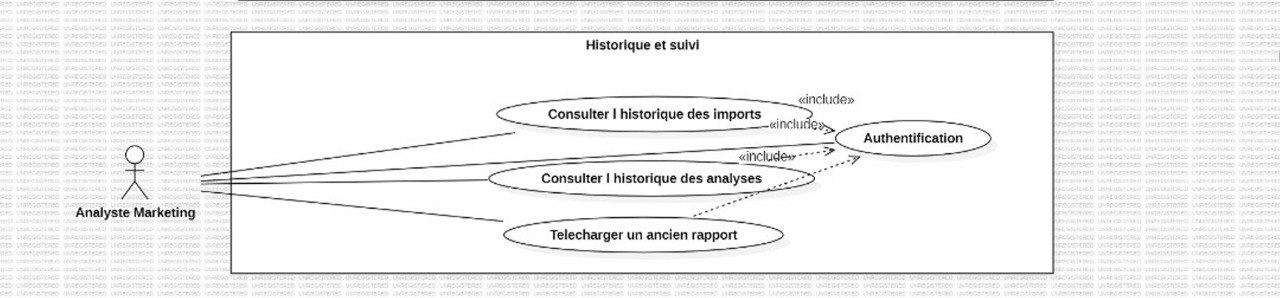 Historique et suivi
«include»
Consulter l historique des imports
«include»
Authentification
«include»
Consulter l historique des analyses
Analyste Marketing
Telecharger un ancien rapport
UNREGISTERED